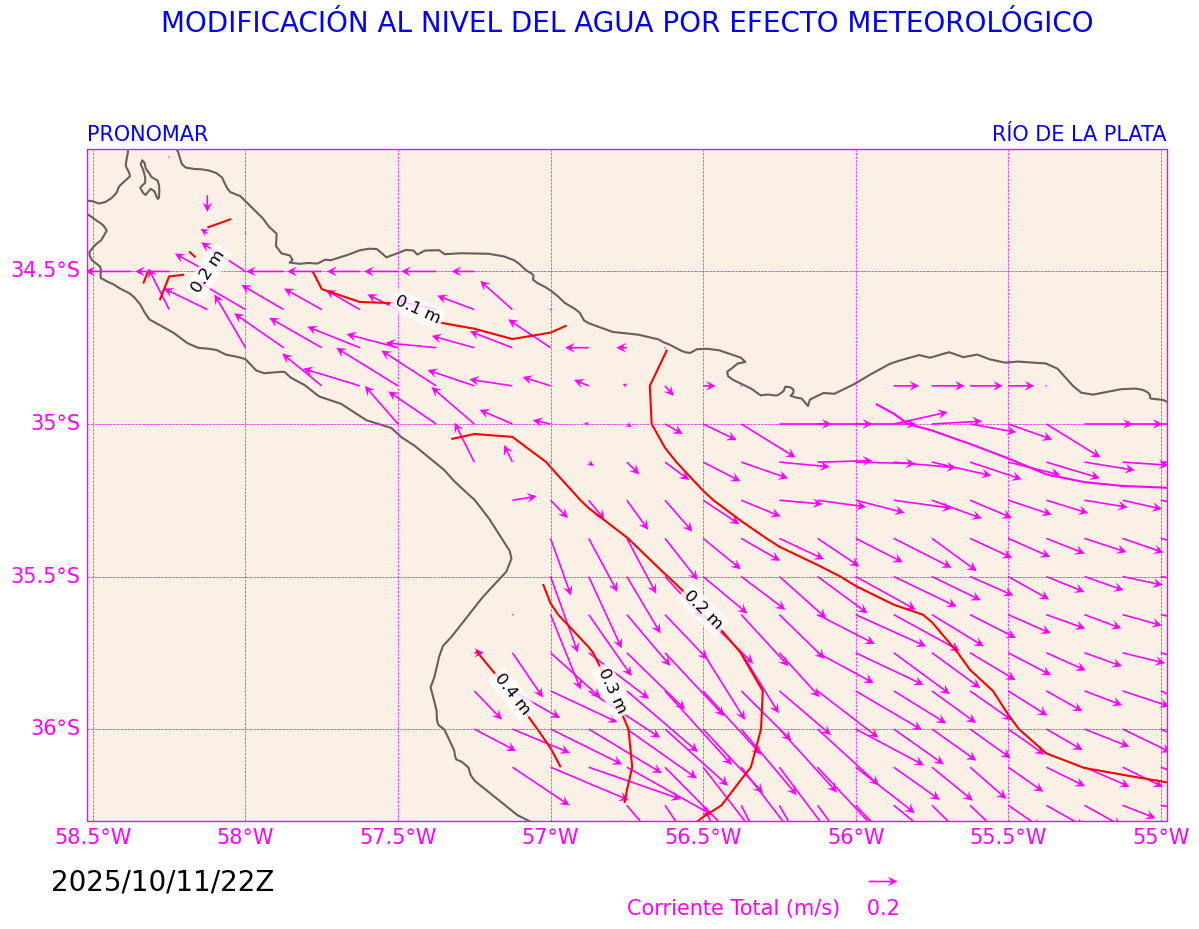 MODIFICACIÓN AL NIVEL DEL AGUA POR EFECTO METEOROLÓGICO
PRONOMAR
RÍO DE LA PLATA
34.5°S
35°S
35.5°S
36°S
0.2 m
0.1 m
0.2 m
0.3 m
0.4 m
58.5°W
58°W
57.5°W
57°W
56.5°W
56°W
55.5°W
55°W
2025/10/11/22Z
Corriente Total (m/s) 0.2